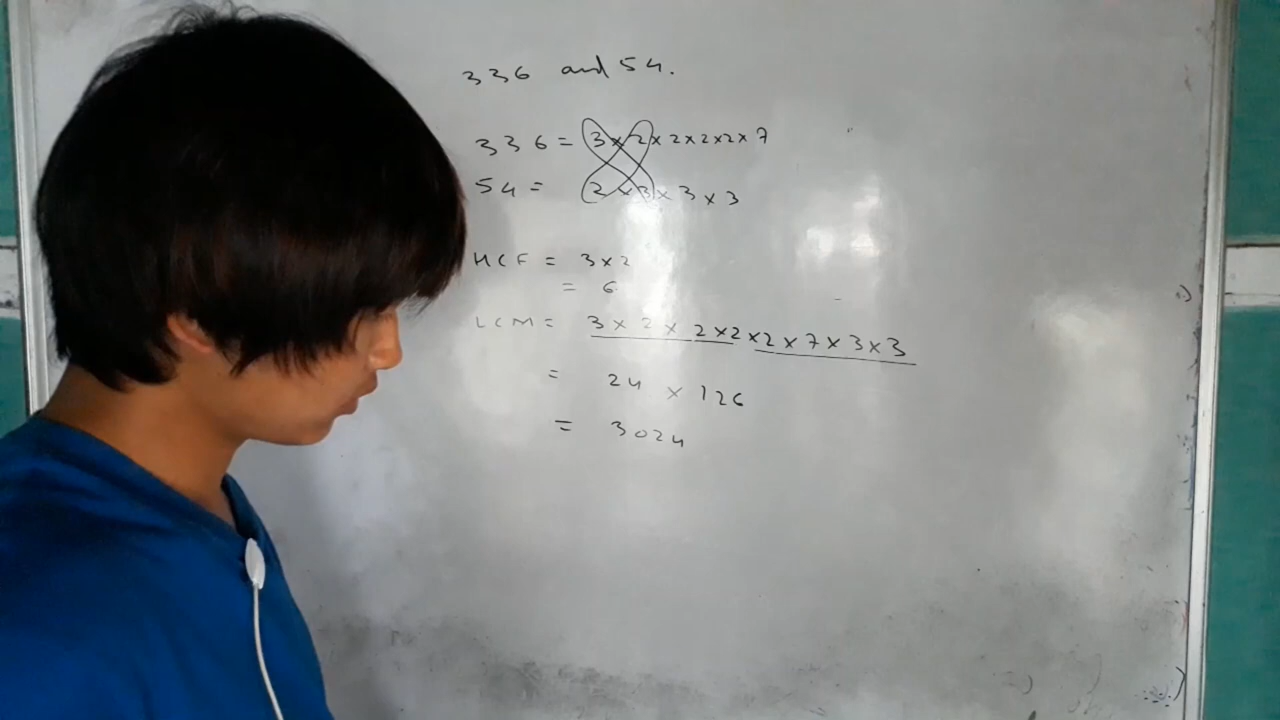 336 and 54.
336 = 3 x 2 x 2 x 2 x 2 x 7
54 = 2 x 3 x 3 x 3
HCF = 3 x 2
= 6
LCM = 3 x 2 x 2 x 2 x 2 x 7 x 3 x 3
= 24 x 126
= 3024